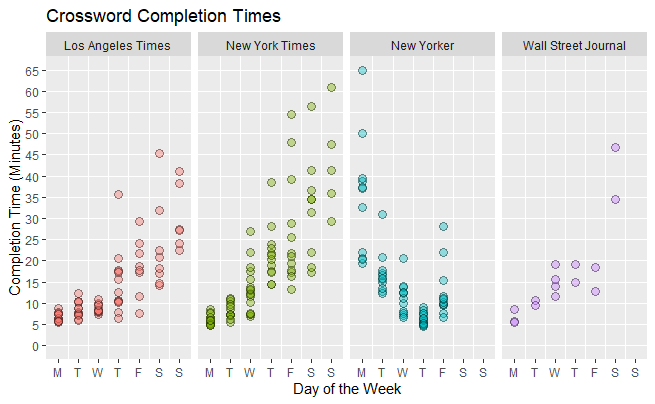 Crossword Completion Times
Los Angeles Times New York Times New Yorker Wall Street Journal
Completion Time (Minutes)
65
60
55
50
45
40
35
30
25
20
15
10
5
0
M T W T F S S M T W T F S S M T W T F S S M T W T F S S
Day of the Week